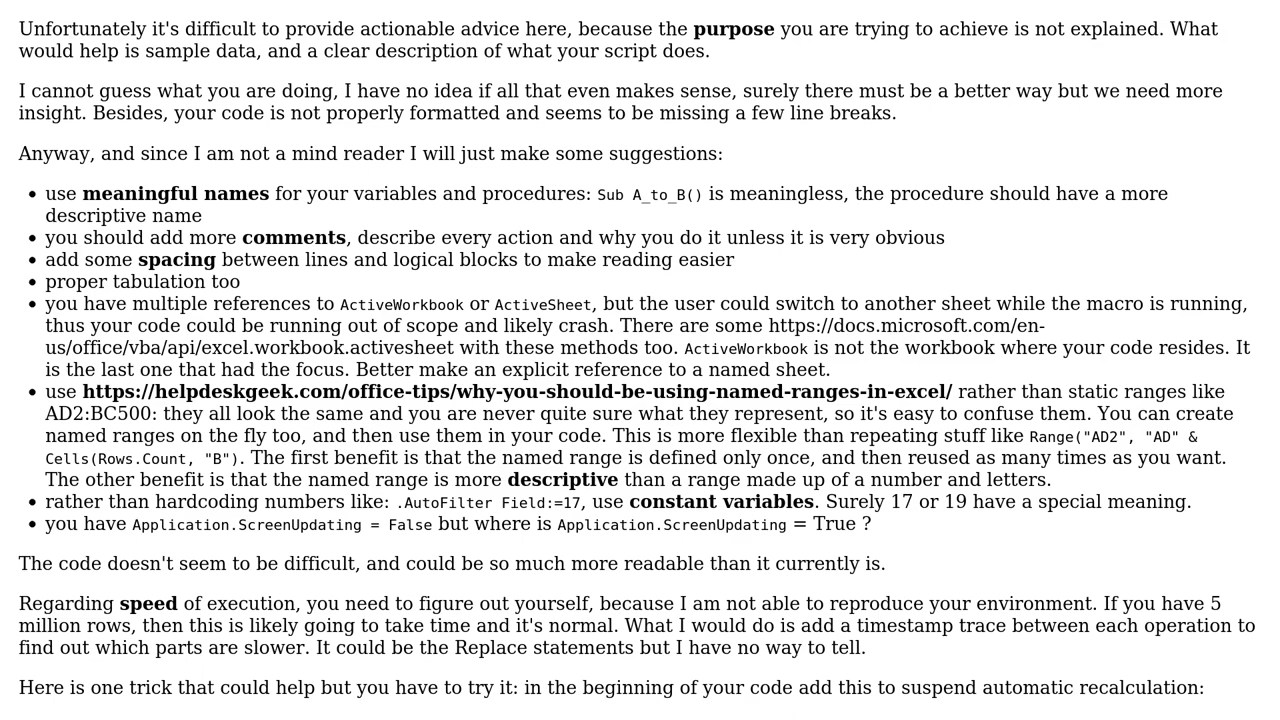 Unfortunately it's difficult to provide actionable advice here, because the purpose you are trying to achieve is not explained. What
would help is sample data, and a clear description of what your script does.
I cannot guess what you are doing, I have no idea if all that even makes sense, surely there must be a better way but we need more
insight. Besides, your code is not properly formatted and seems to be missing a few line breaks.
Anyway, and since I am not a mind reader I will just make some suggestions:
• use meaningful names for your variables and procedures: Sub A_to_B() is meaningless, the procedure should have a more
descriptive name
• you should add more comments, describe every action and why you do it unless it is very obvious
• add some spacing between lines and logical blocks to make reading easier
• proper tabulation too
• you have multiple references to ActiveWorkbook or ActiveSheet, but the user could switch to another sheet while the macro is running,
thus your code could be running out of scope and likely crash. There are some https://docs.microsoft.com/en-
us/office/vba/api/excel.workbook.activesheet with these methods too. ActiveWorkbook is not the workbook where your code resides. It
is the last one that had the focus. Better make an explicit reference to a named sheet.
• use https://helpdeskgeek.com/office-tips/why-you-should-be-using-named-ranges-in-excel/ rather than static ranges like
AD2:BC500: they all look the same and you are never quite sure what they represent, so it's easy to confuse them. You can create
named ranges on the fly too, and then use them in your code. This is more flexible than repeating stuff like Range("AD2", "AD" &
Cells(Rows.Count, "B"). The first benefit is that the named range is defined only once, and then reused as many times as you want.
The other benefit is that the named range is more descriptive than a range made up of a number and letters.
• rather than hardcoding numbers like: .AutoFilter Field:=17, use constant variables. Surely 17 or 19 have a special meaning.
• you have Application.ScreenUpdating = False but where is Application.ScreenUpdating = True ?
The code doesn't seem to be difficult, and could be so much more readable than it currently is.
Regarding speed of execution, you need to figure out yourself, because I am not able to reproduce your environment. If you have 5
million rows, then this is likely going to take time and it's normal. What I would do is add a timestamp trace between each operation to
find out which parts are slower. It could be the Replace statements but I have no way to tell.
Here is one trick that could help but you have to try it: in the beginning of your code add this to suspend automatic recalculation: